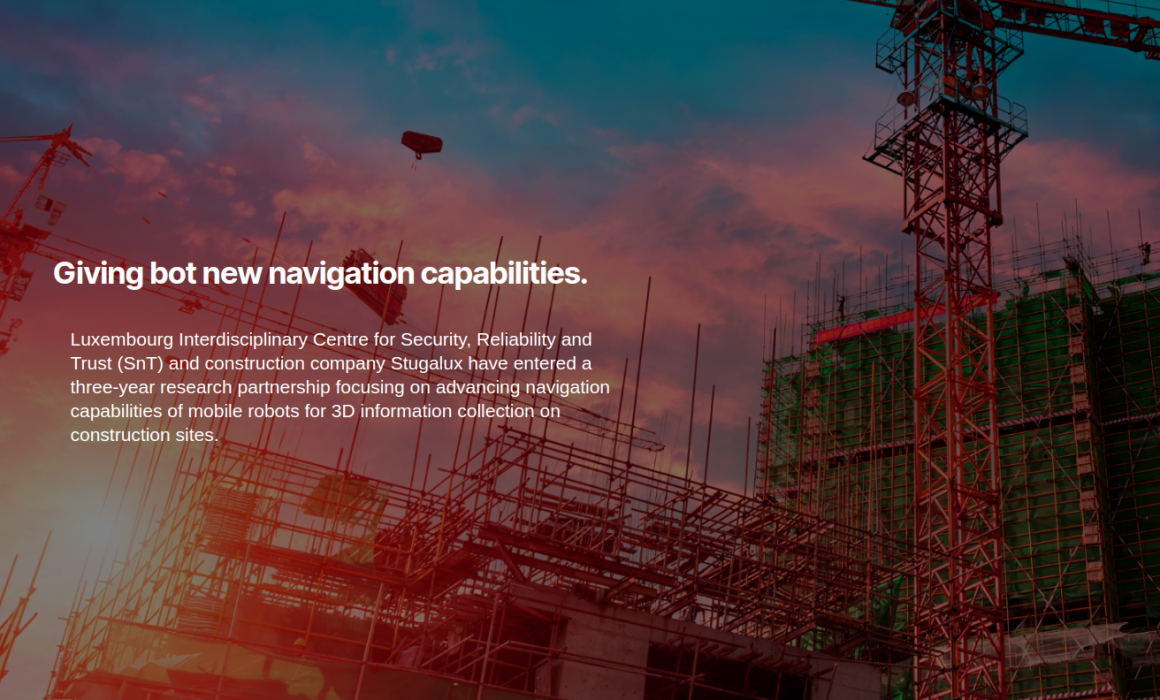 Giving bot new navigation capabilities.
Luxembourg Interdisciplinary Centre for Security, Reliability and
Trust (SnT) and construction company Stugalux have entered a
three-year research partnership focusing on advancing navigation
capabilities of mobile robots for 3D information collection on
construction sites.